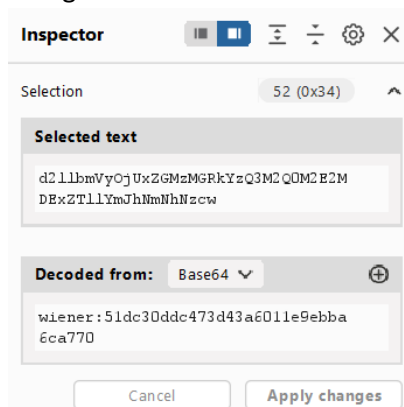 Inspector
Selection 52 (0x34)
Selected text
d2llbmVyOjUxZGMzMGRkYzQ3M2Q0M2E2M
DExZTllYmJhNmNhNzcw
Decoded from: Base64
wiener:51dc30ddc473d43a6011e9ebba
6ca770
Cancel Apply changes